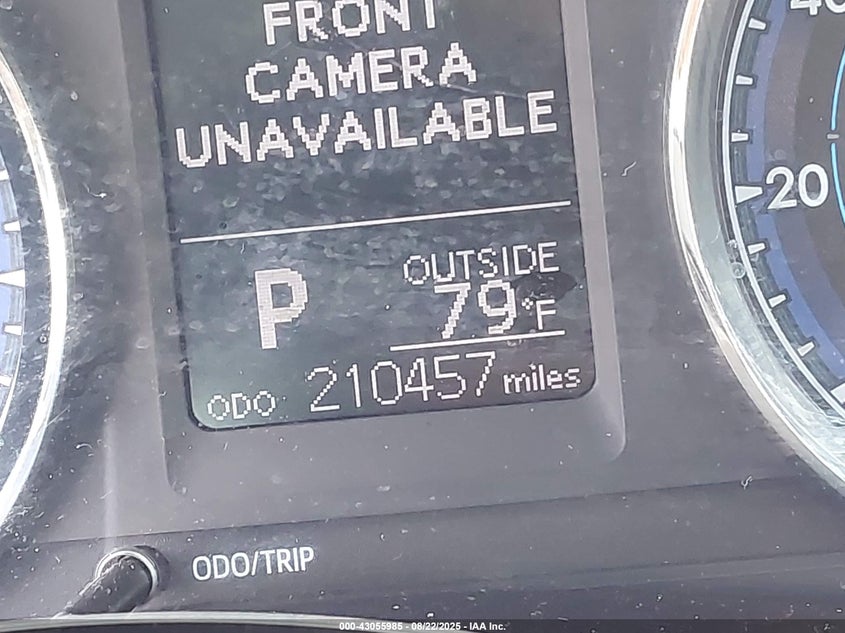 FRONT
CAMERA
UNAVAILABLE
P
OUTSIDE
79°F
ODO 210457 miles
20
ODO/TRIP
000-43055985 - 08/22/2025 - IAA Inc.